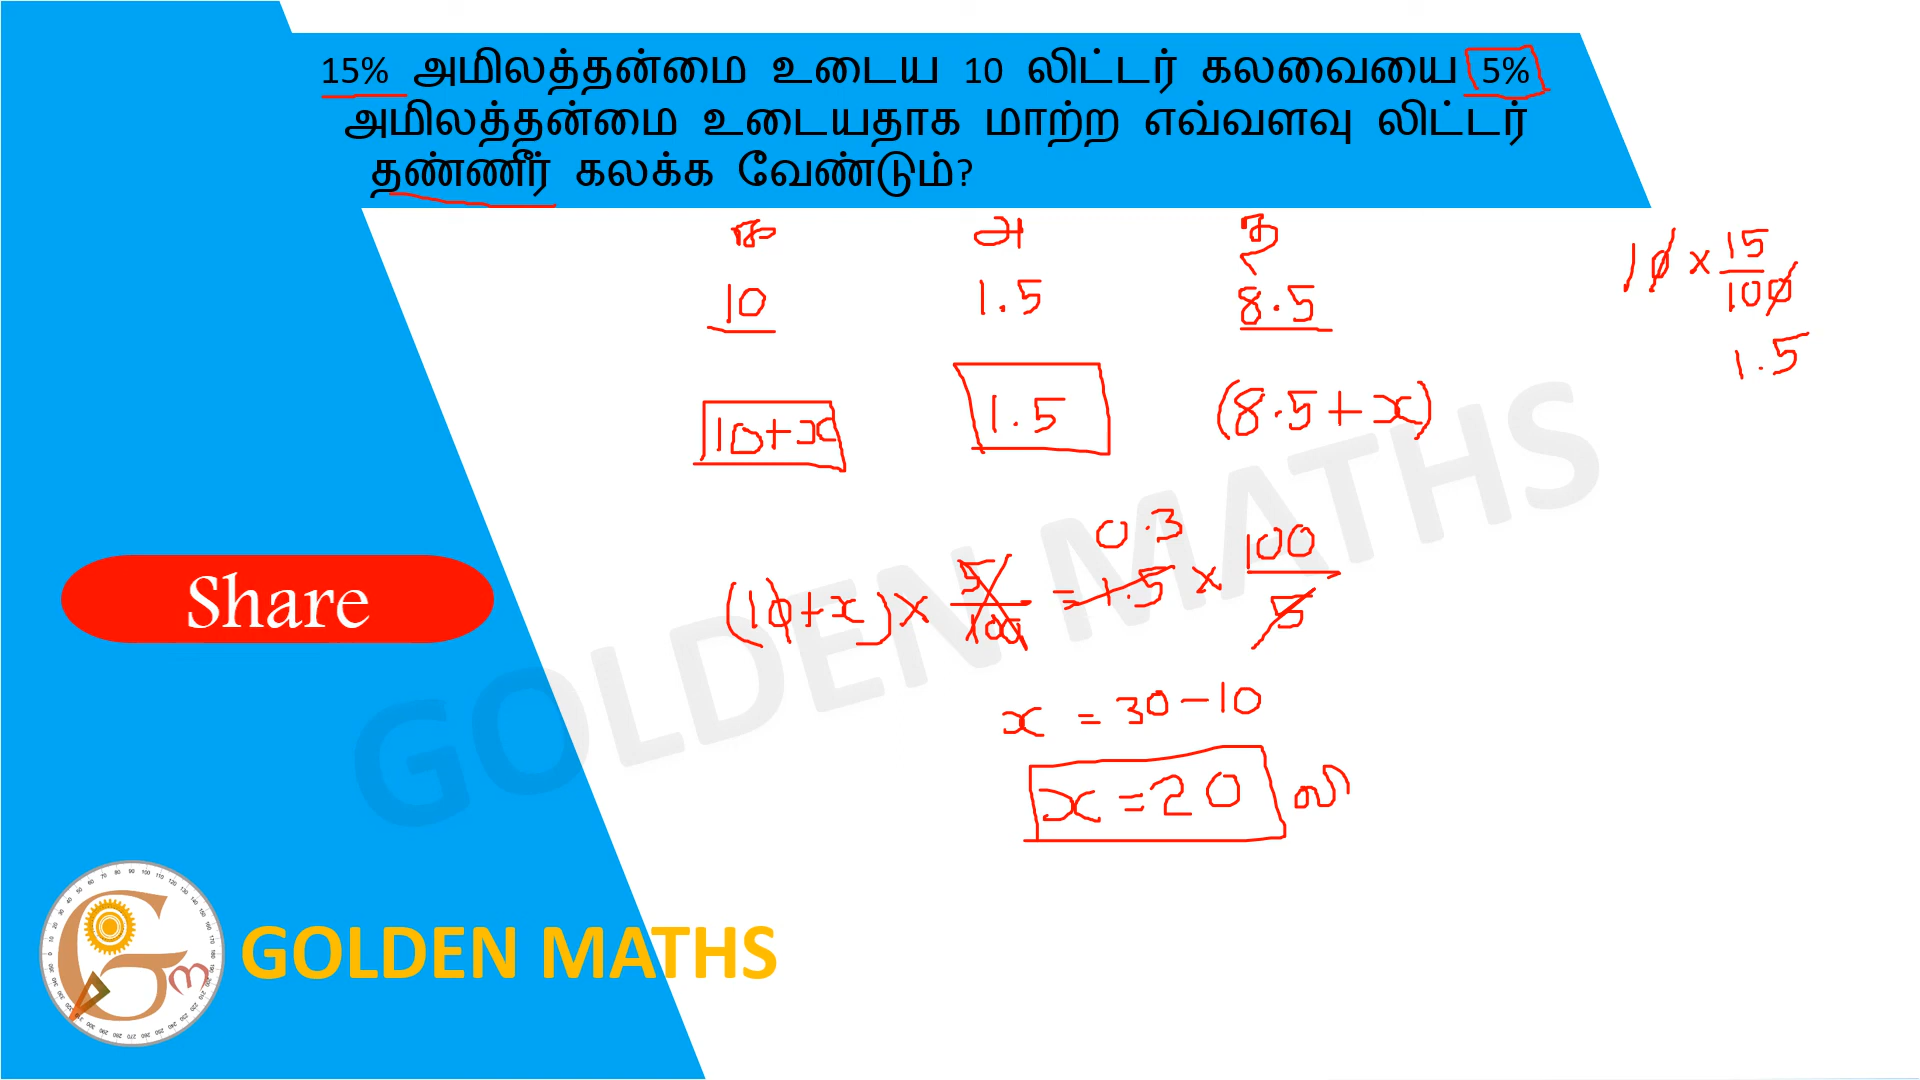 15% அமிலத்தன்மை உடைய 10 லிட்டர் கலவையை 5%
அமிலத்தன்மை உடையதாக மாற்ற எவ்வளவு லிட்டர்
தண்ணீர் கலக்க வேண்டும்?
க அ த
10 1.5 8.5
10 × 15/100
1.5
10+x 1.5 (8.5+x)
0.3
(10+x) × 5/100 = 1.5 × 100/5
x = 30-10
x = 20 லி
Share
GOLDEN MATHS
GOLDEN MATHS